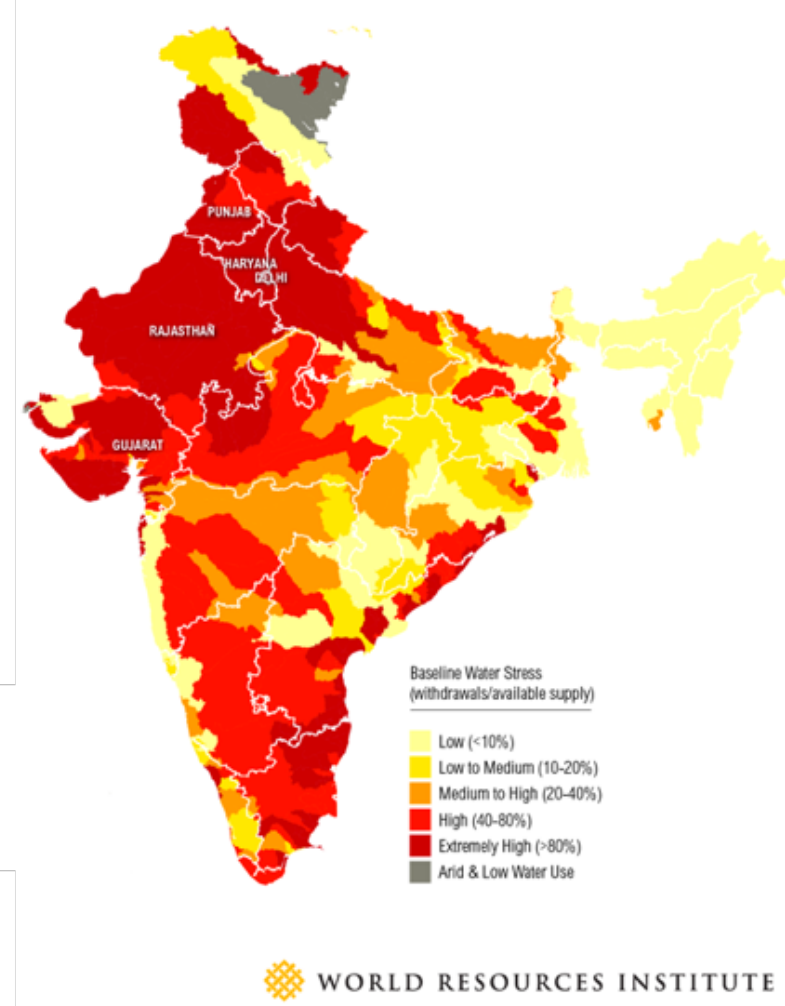 PUNJAB
HARYANA
DELHI
RAJASTHAN
GUJARAT
Baseline Water Stress
(withdrawals/available supply)
Low (<10%)
Low to Medium (10-20%)
Medium to High (20-40%)
High (40-80%)
Extremely High (>80%)
Arid & Low Water Use
WORLD RESOURCES INSTITUTE